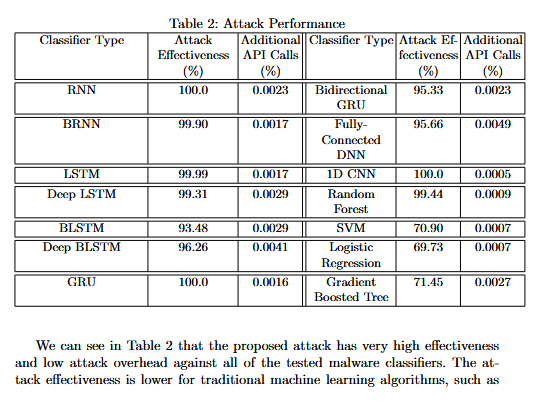 Table 2: Attack Performance
Classifier Type Attack Additional Classifier Type Attack Ef- Additional
Effectiveness API Calls fectiveness API Calls
(%) (%) (%) (%)
RNN 100.0 0.0023 Bidirectional 95.33 0.0023
GRU
BRNN 99.90 0.0017 Fully- 95.66 0.0049
Connected
DNN
LSTM 99.99 0.0017 1D CNN 100.0 0.0005
Deep LSTM 99.31 0.0029 Random 99.44 0.0009
Forest
BLSTM 93.48 0.0029 SVM 70.90 0.0007
Deep BLSTM 96.26 0.0041 Logistic 69.73 0.0007
Regression
GRU 100.0 0.0016 Gradient 71.45 0.0027
Boosted Tree
We can see in Table 2 that the proposed attack has very high effectiveness
and low attack overhead against all of the tested malware classifiers. The at-
tack effectiveness is lower for traditional machine learning algorithms, such as